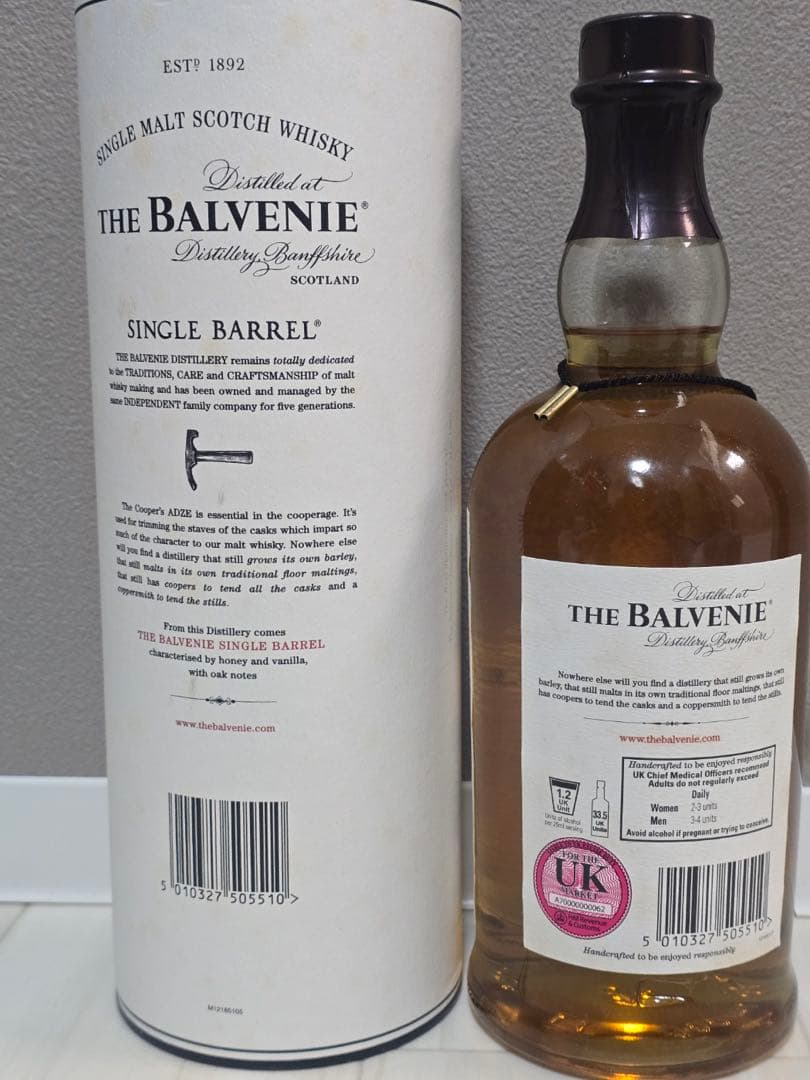 ESTD 1892
SINGLE MALT SCOTCH WHISKY
Distilled at
THE BALVENIE®
Distillery, Banffshire
SCOTLAND
SINGLE BARREL®
THE BALVENIE DISTILLERY remains totally dedicated
to the TRADITIONS, CARE and CRAFTSMANSHIP of malt
whisky making and has been owned and managed by the
same INDEPENDENT family company for five generations.
The Cooper's ADZE is essential in the cooperage. It's
used for trimming the staves of the casks which impart so
much of the character to our malt whisky. Nowhere else
will you find a distillery that still grows its own barley,
that still malts in its own traditional floor maltings,
that still has coopers to tend all the casks and a
coppersmith to tend the stills.
From this Distillery comes
THE BALVENIE SINGLE BARREL
characterised by honey and vanilla,
with oak notes
www.thebalvenie.com
5 010327 505510 >
M12185105
Distilled at
THE BALVENIE®
Distillery, Banffshire
Nowhere else will you find a distillery that still grows its own
barley, that still malts in its own traditional floor maltings, that still
has coopers to tend the casks and a coppersmith to tend the stills.
www.thebalvenie.com
Handcrafted to be enjoyed responsibly
UK Chief Medical Officers recommend
Adults do not regularly exceed
Daily
Women 2-3 units
Men 3-4 units
Avoid alcohol if pregnant or trying to conceive
1.2
UK
Unit
Units of alcohol
per 25ml serving
33.5
UK
Units
FOR THE
UK
MARKET
A70000000062
HM Revenue
& Customs
5 010327 505510 >
Handcrafted to be enjoyed responsibly